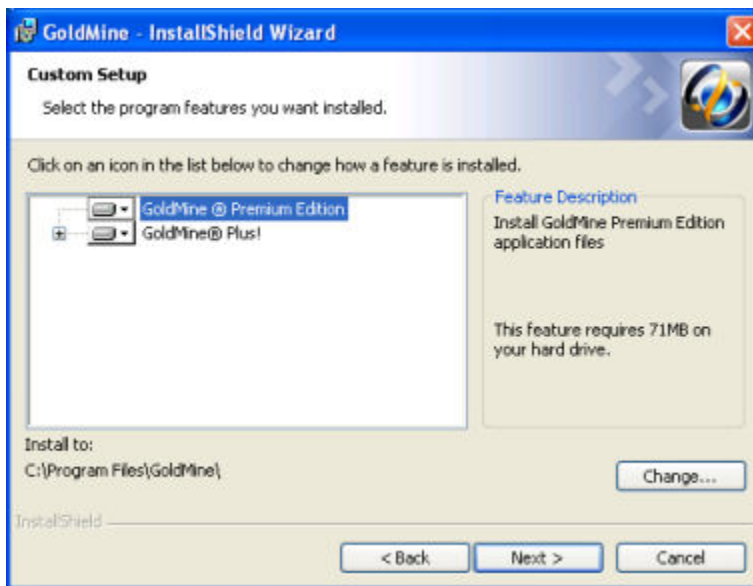 GoldMine - InstallShield Wizard
Custom Setup
Select the program features you want installed.
Click on an icon in the list below to change how a feature is installed.
GoldMine ® Premium Edition
GoldMine® Plus!
Feature Description
Install GoldMine Premium Edition
application files
This feature requires 71MB on
your hard drive.
Install to:
C:\Program Files\GoldMine\
Change...
InstallShield
< Back
Next >
Cancel